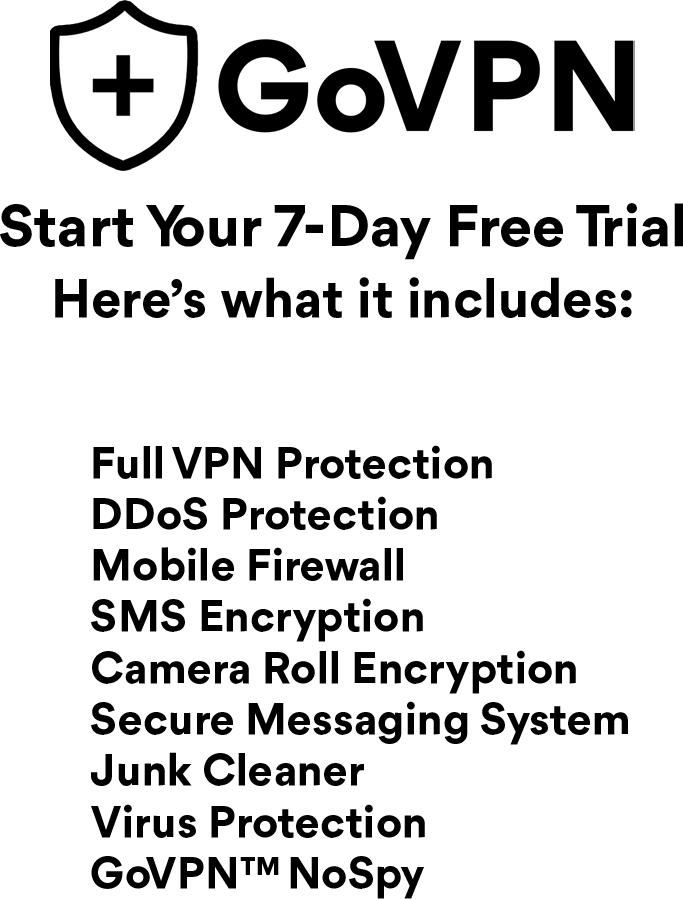 GoVPN
Start Your 7-Day Free Trial
Here’s what it includes:
Full VPN Protection
DDoS Protection
Mobile Firewall
SMS Encryption
Camera Roll Encryption
Secure Messaging System
Junk Cleaner
Virus Protection
GoVPN™ NoSpy